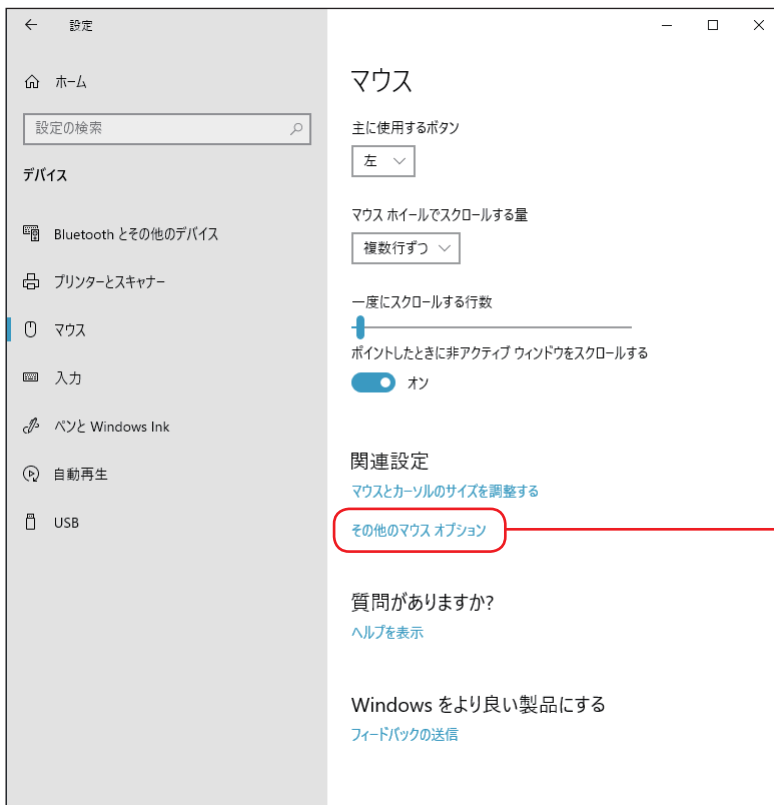 設定
ホーム
設定の検索
デバイス
Bluetooth とその他のデバイス
プリンターとスキャナー
マウス
入力
ペンと Windows Ink
自動再生
USB
マウス
主に使用するボタン
左
マウス ホイールでスクロールする量
複数行ずつ
一度にスクロールする行数
ポイントしたときに非アクティブ ウィンドウをスクロールする
オン
関連設定
マウスとカーソルのサイズを調整する
その他のマウス オプション
質問がありますか?
ヘルプを表示
Windows をより良い製品にする
フィードバックの送信